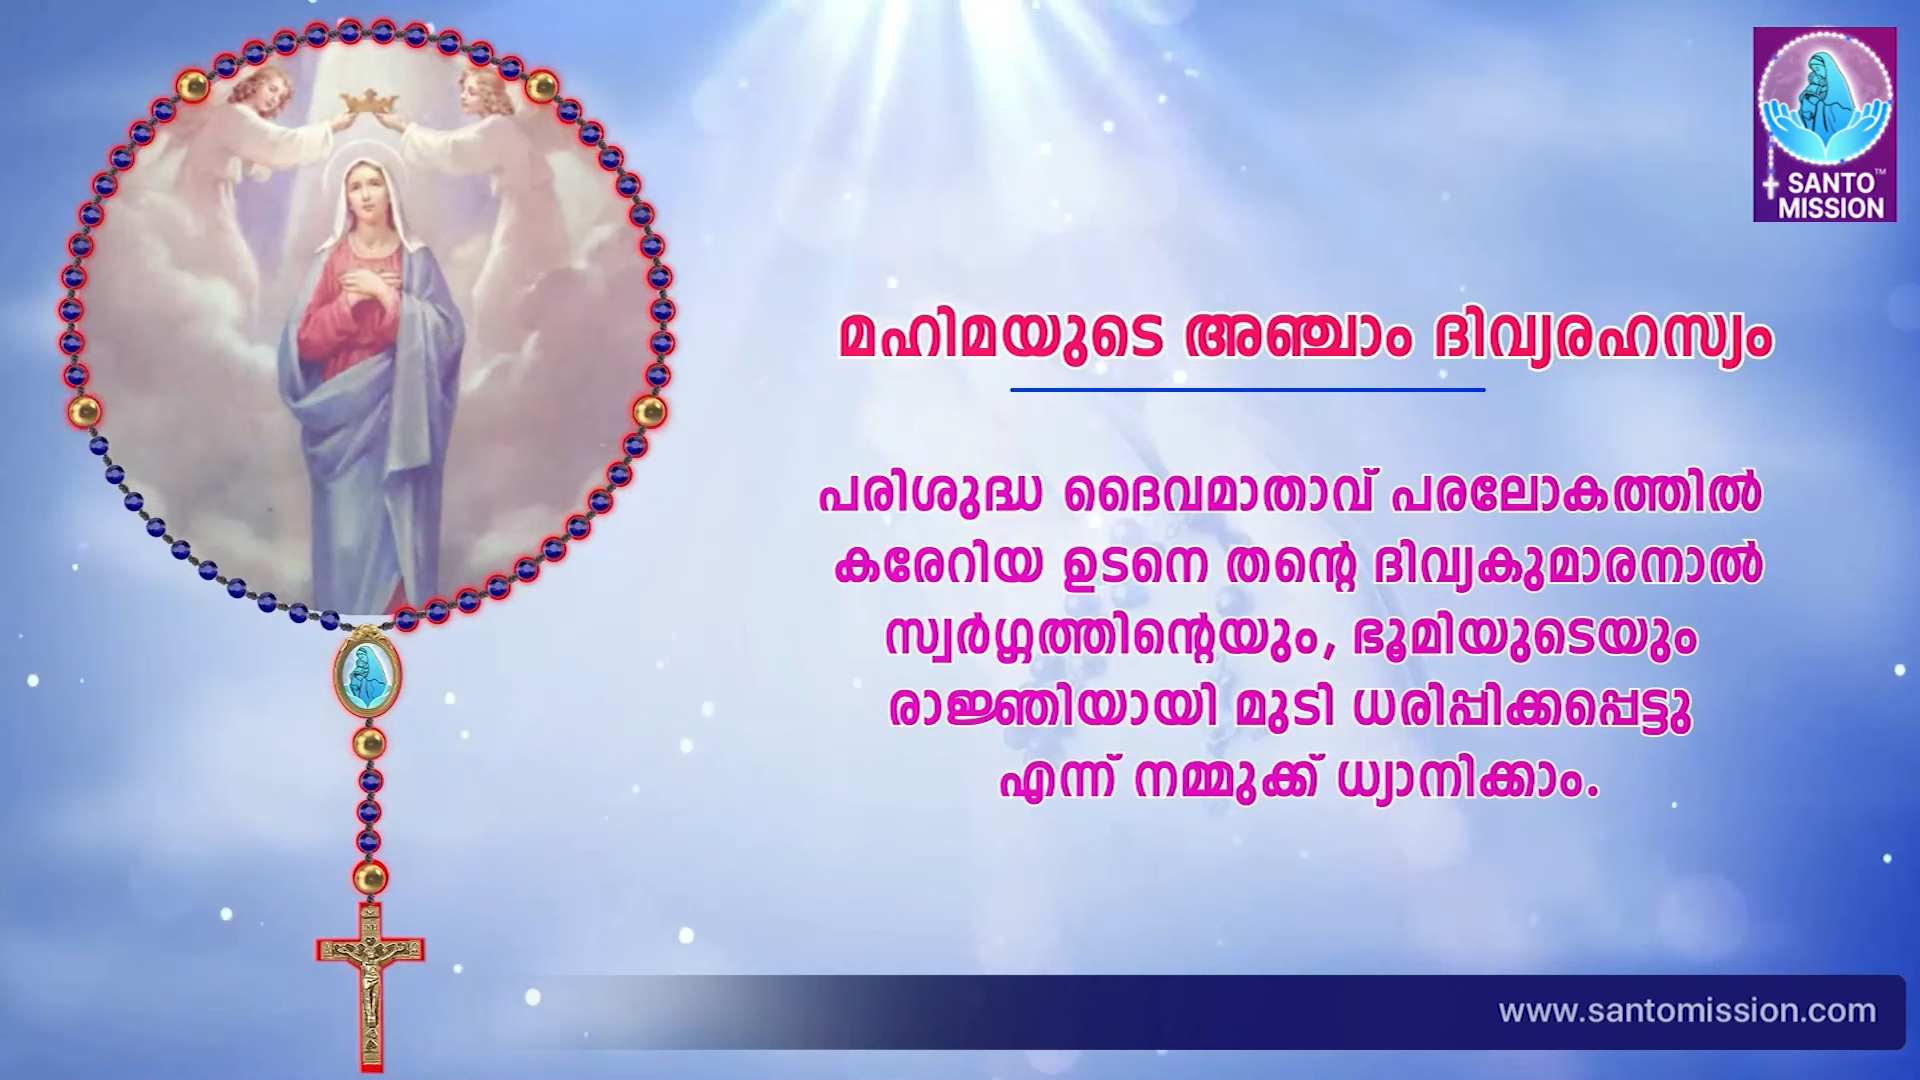 SANTO™
MISSION
മഹിമയുടെ അഞ്ചാം ദിവ്യരഹസ്യം
പരിശുദ്ധ ദൈവമാതാവ് പരലോകത്തിൽ
കരേറിയ ഉടനെ തന്റെ ദിവ്യകുമാരനാൽ
സ്വർഗ്ഗത്തിന്റെയും, ഭൂമിയുടെയും
രാജ്ഞിയായി മുടി ധരിപ്പിക്കപ്പെട്ടു
എന്ന് നമ്മുക്ക് ധ്യാനിക്കാം.
www.santomission.com